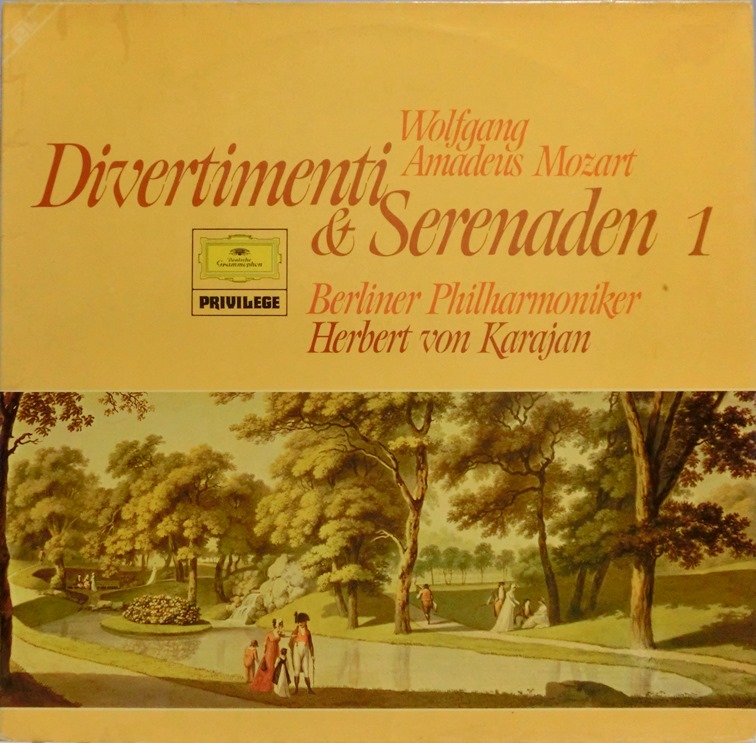 Wolfgang
Amadeus Mozart
Divertimenti
& Serenaden 1
Deutsche
Grammophon
PRIVILEGE
Berliner Philharmoniker
Herbert von Karajan